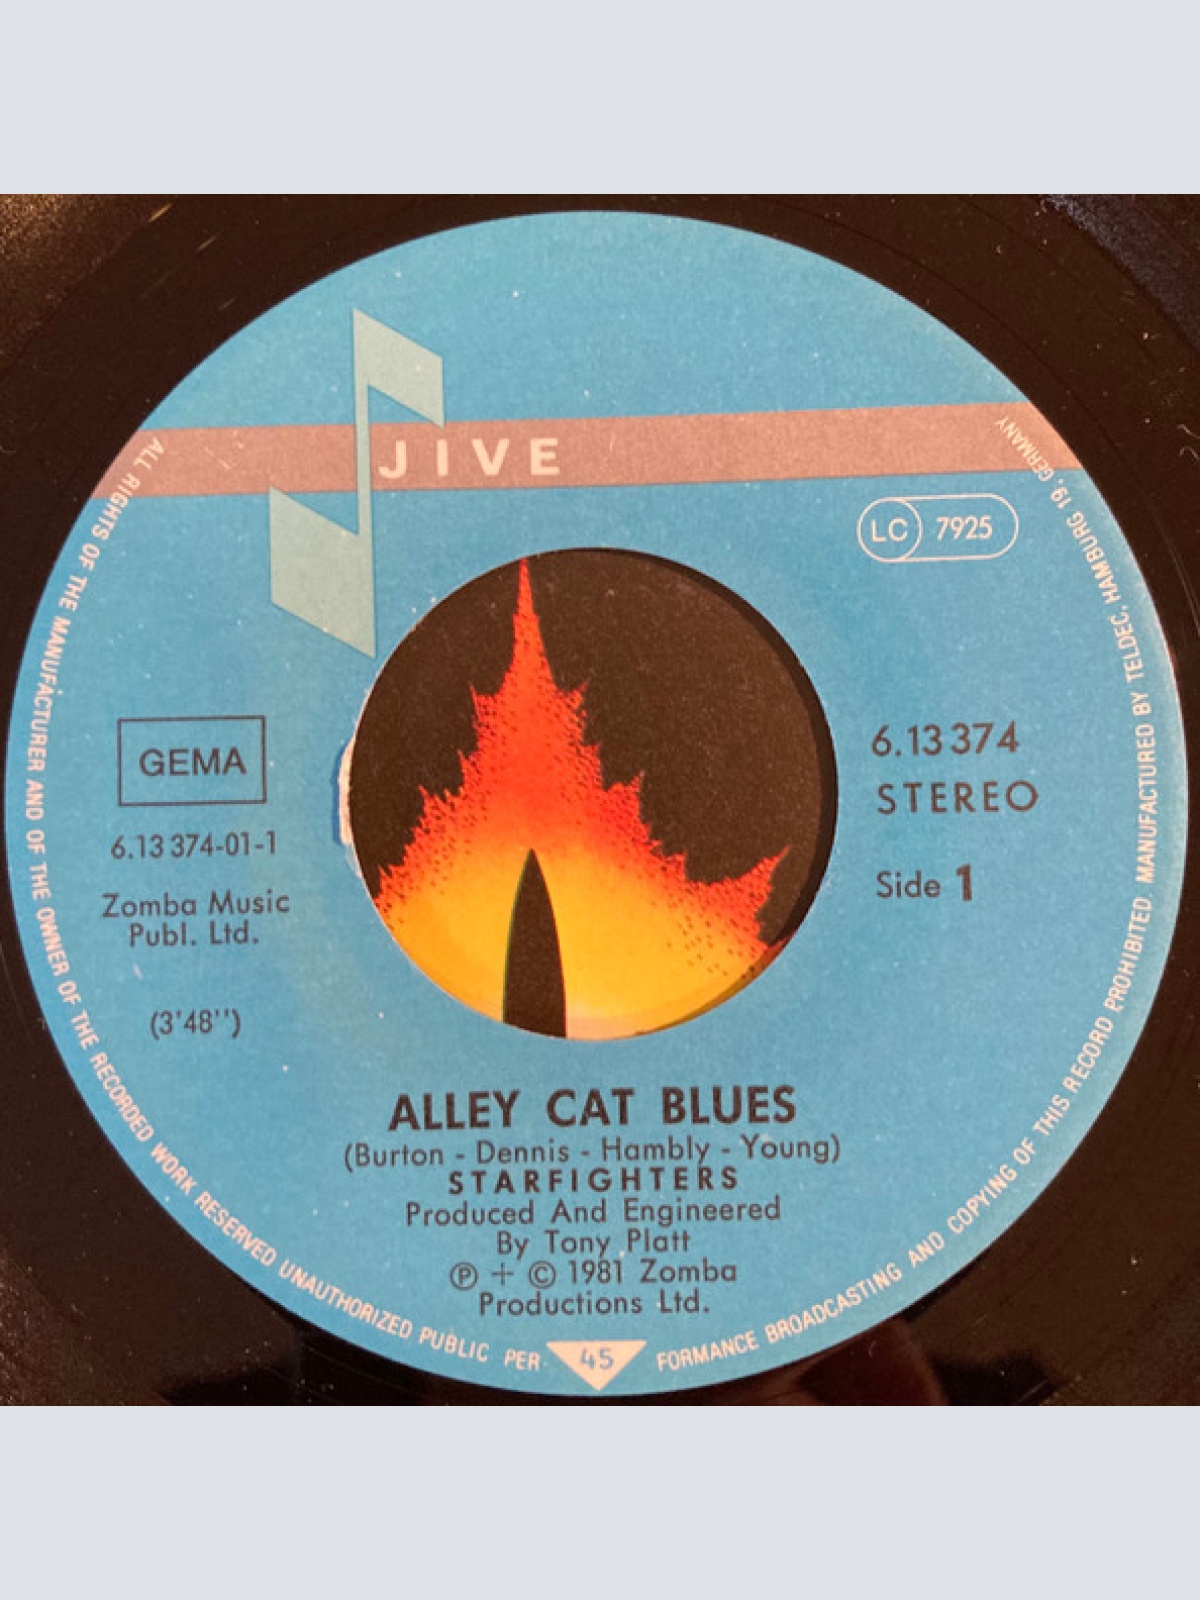 JIVE
LC 7925
GEMA
6.13 374-01-1
Zomba Music
Publ. Ltd.
(3'48'')
6.13 374
STEREO
Side 1
ALLEY CAT BLUES
(Burton - Dennis - Hambly - Young)
STARFIGHTERS
Produced And Engineered
By Tony Platt
℗ + © 1981 Zomba
Productions Ltd.
ALL RIGHTS OF THE MANUFACTURER AND OF THE OWNER OF THE RECORDED WORK RESERVED UNAUTHORIZED PUBLIC PER- 45 FORMANCE BROADCASTING AND COPYING OF THIS RECORD PROHIBITED. MANUFACTURED BY TELDEC, HAMBURG 19, GERMANY